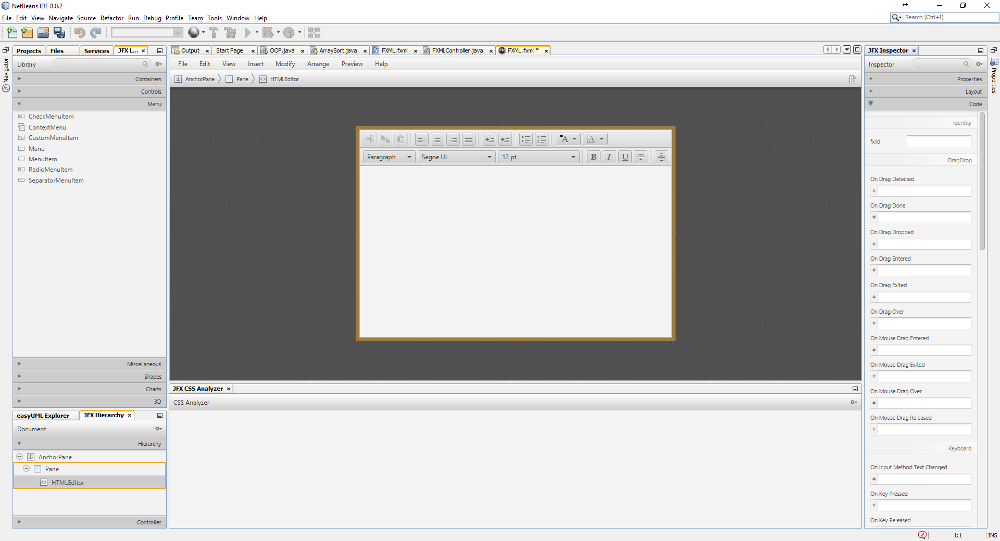 NetBeans IDE 8.0.2
File Edit View Navigate Source Refactor Run Debug Profile Team Tools Window Help
Search (Ctrl+I)
Navigator
Projects Files Services JFX L...
Library
Containers
Controls
Menu
CheckMenuItem
ContextMenu
CustomMenuItem
Menu
MenuItem
RadioMenuItem
SeparatorMenuItem
Miscellaneous
Shapes
Charts
3D
easyUML Explorer JFX Hierarchy
Document
Hierarchy
AnchorPane
Pane
HTMLEditor
Controller
Output Start Page OOP.java ArraySort.java FXML.fxml FXMLController.java FXML.fxml *
File Edit View Insert Modify Arrange Preview Help
AnchorPane Pane HTMLEditor
A A
Paragraph Segoe UI 12 pt B I U T
JFX CSS Analyzer
CSS Analyzer
JFX Inspector
Inspector
Properties
Layout
Code
Identity
fx:id
DragDrop
On Drag Detected
#
On Drag Done
#
On Drag Dropped
#
On Drag Entered
#
On Drag Exited
#
On Drag Over
#
On Mouse Drag Entered
#
On Mouse Drag Exited
#
On Mouse Drag Over
#
On Mouse Drag Released
#
Keyboard
On Input Method Text Changed
#
On Key Pressed
#
On Key Released
Properties
2 1:1 INS